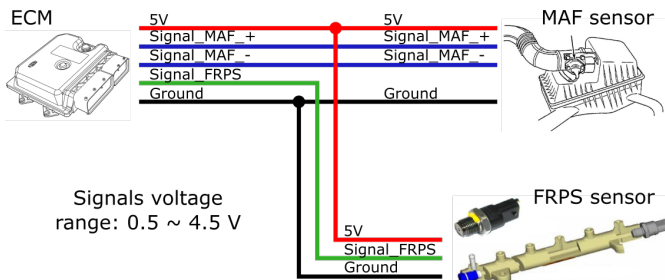 ECM
5V
5V
MAF sensor
Signal_MAF_+
Signal_MAF_+
Signal_MAF_-
Signal_MAF_-
Signal_FRPS
Ground
Ground
Signals voltage
range: 0.5 ~ 4.5 V
FRPS sensor
5V
Signal_FRPS
Ground